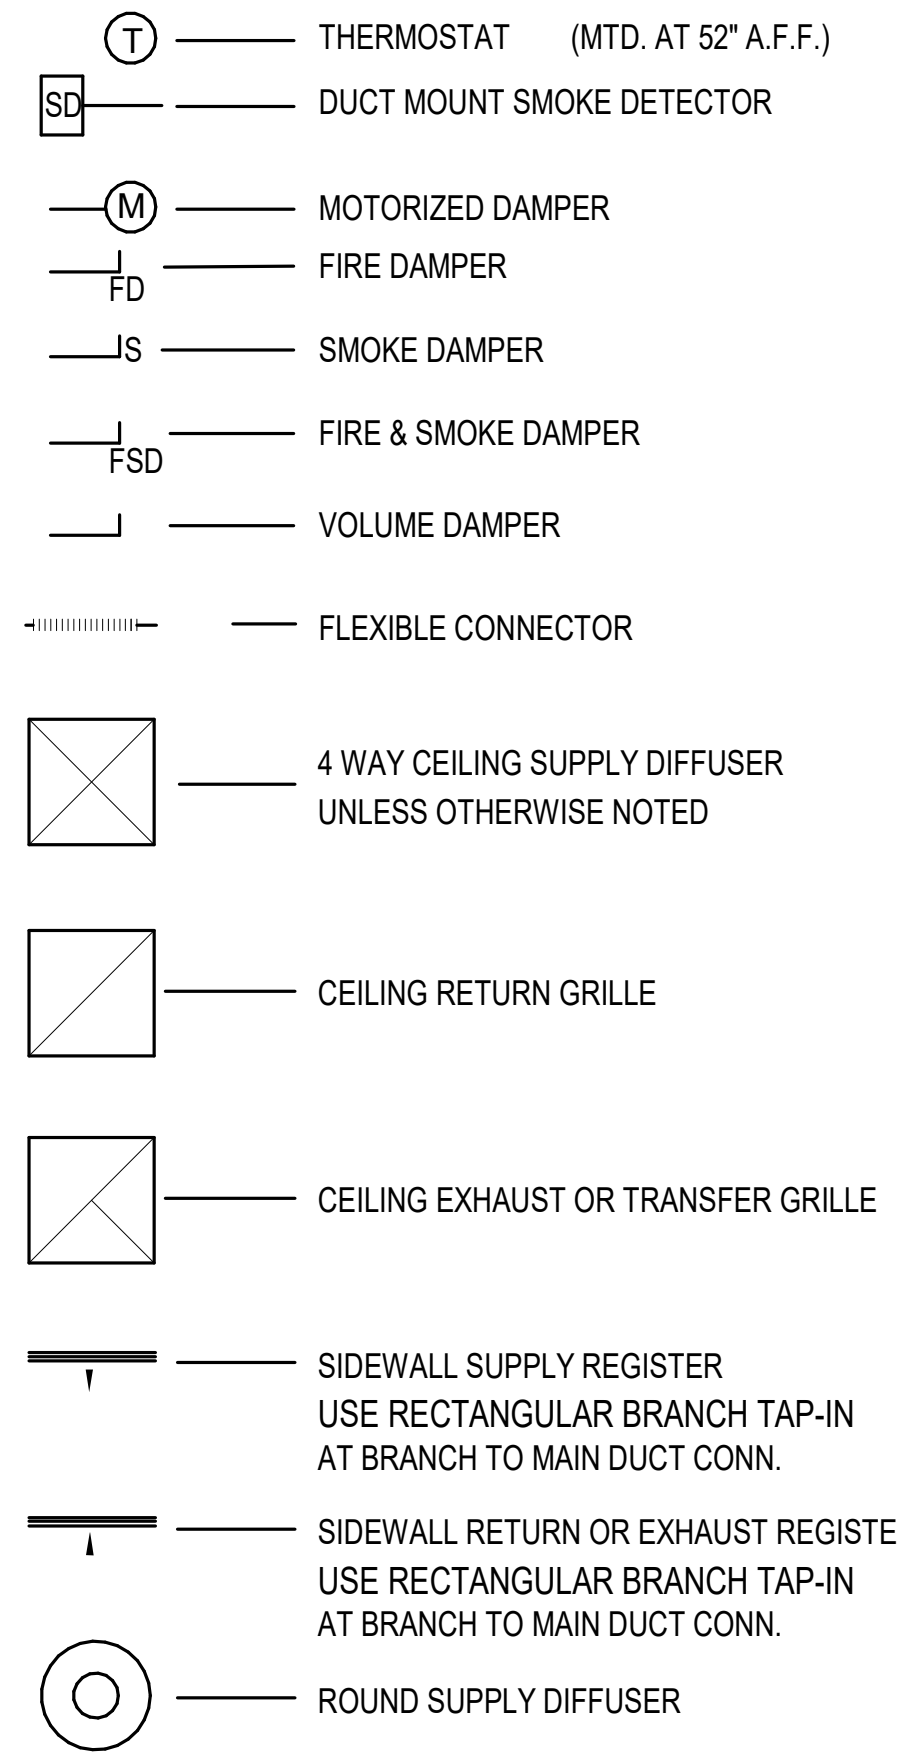 T THERMOSTAT (MTD. AT 52" A.F.F.)
SD DUCT MOUNT SMOKE DETECTOR
M MOTORIZED DAMPER
FD FIRE DAMPER
S SMOKE DAMPER
FSD FIRE & SMOKE DAMPER
VOLUME DAMPER
FLEXIBLE CONNECTOR
4 WAY CEILING SUPPLY DIFFUSER
UNLESS OTHERWISE NOTED
CEILING RETURN GRILLE
CEILING EXHAUST OR TRANSFER GRILLE
SIDEWALL SUPPLY REGISTER
USE RECTANGULAR BRANCH TAP-IN
AT BRANCH TO MAIN DUCT CONN.
SIDEWALL RETURN OR EXHAUST REGISTE
USE RECTANGULAR BRANCH TAP-IN
AT BRANCH TO MAIN DUCT CONN.
ROUND SUPPLY DIFFUSER